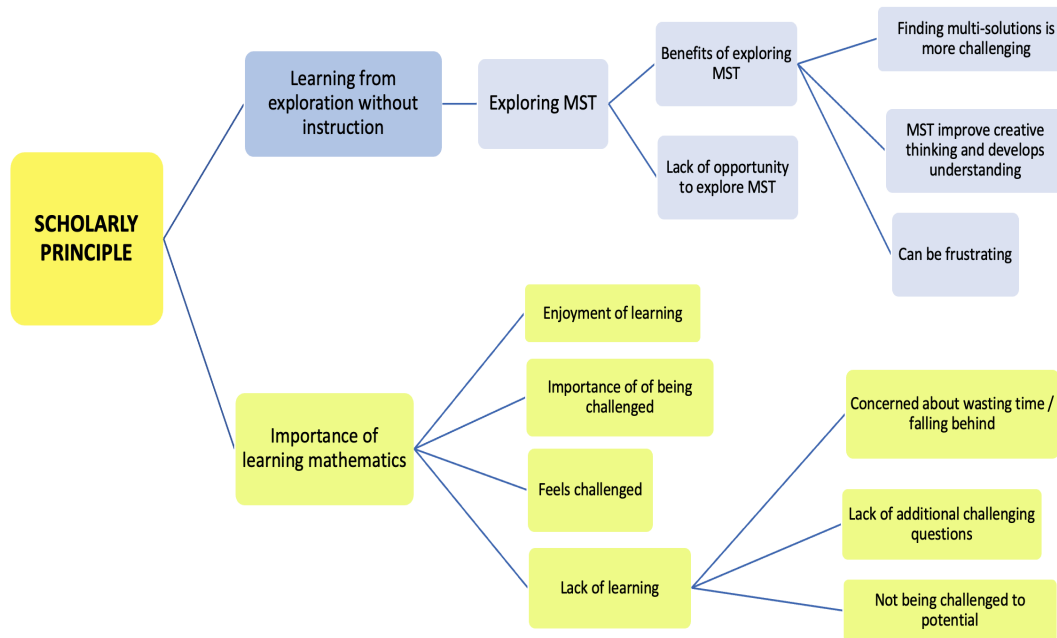 SCHOLARLY
PRINCIPLE
Learning from
exploration without
instruction
Exploring MST
Benefits of exploring
MST
Finding multi-solutions is
more challenging
MST improve creative
thinking and develops
understanding
Can be frustrating
Lack of opportunity
to explore MST
Importance of
learning mathematics
Enjoyment of learning
Importance of of being
challenged
Feels challenged
Lack of learning
Concerned about wasting time /
falling behind
Lack of additional challenging
questions
Not being challenged to
potential